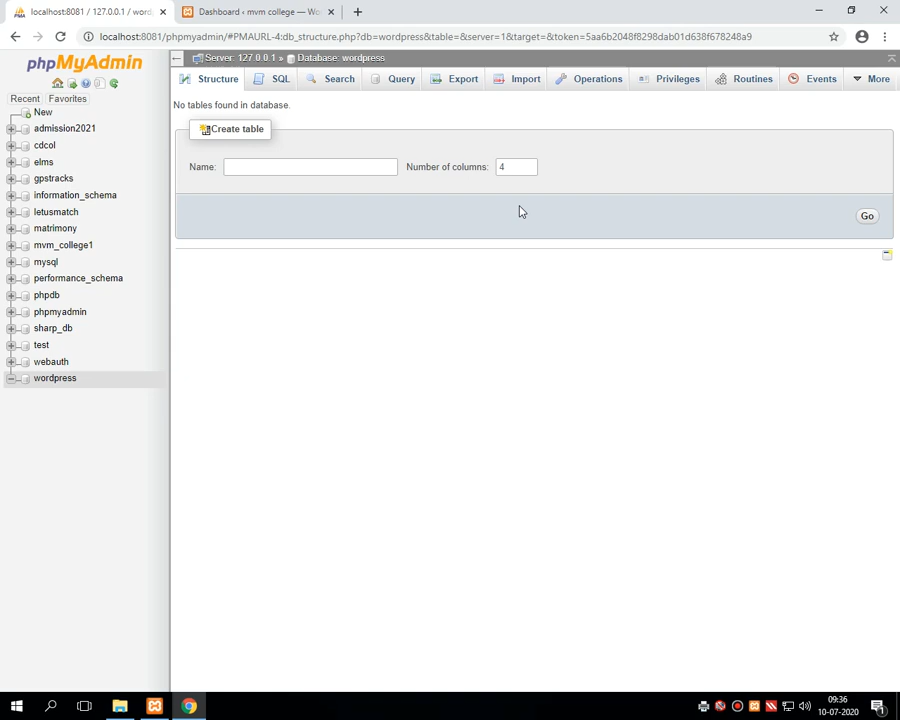 localhost:8081 / 127.0.0.1 / wor
Dashboard ‹ mvm college — Wo
localhost:8081/phpmyadmin/#PMAURL-4:db_structure.php?db=wordpress&table=&server=1&target=&token=5aa6b2048f8298dab01d638f678248a9
phpMyAdmin
Recent Favorites
New
admission2021
cdcol
elms
gpstracks
information_schema
letusmatch
matrimony
mvm_college1
mysql
performance_schema
phpdb
phpmyadmin
sharp_db
test
webauth
wordpress
Server: 127.0.0.1 » Database: wordpress
Structure SQL Search Query Export Import Operations Privileges Routines Events More
No tables found in database.
Create table
Name: Number of columns: 4
Go
09:36
10-07-2020
1